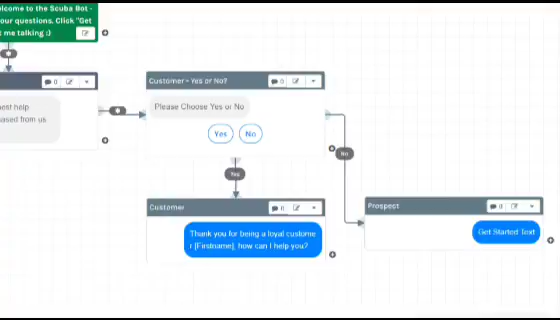 elcome to the Scuba Bot -
our questions. Click "Get
t me talking :)
0
est help
ased from us
Customer - Yes or No?
0
Please Choose Yes or No
Yes
No
No
Yes
Customer
0
Thank you for being a loyal custome
r [Firstname], how can I help you?
Prospect
0
Get Started Text